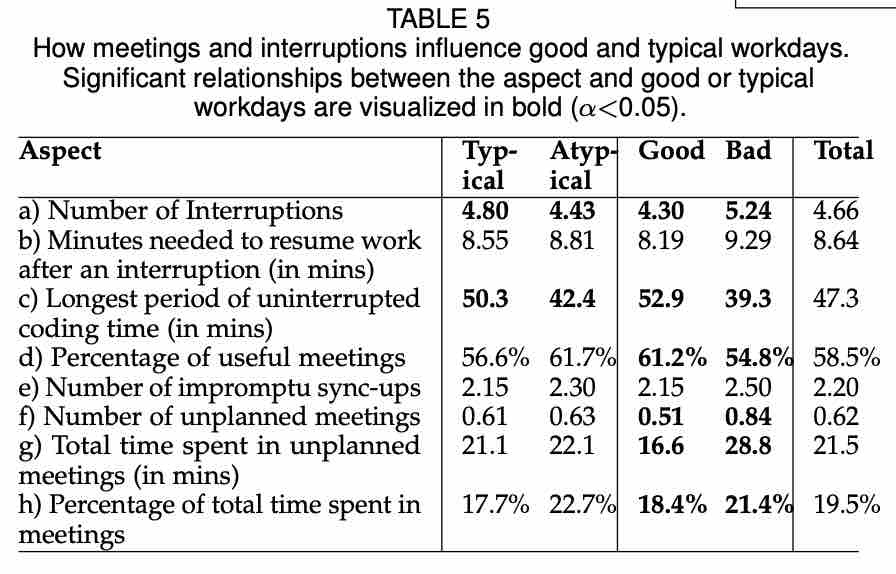 TABLE 5
How meetings and interruptions influence good and typical workdays.
Significant relationships between the aspect and good or typical
workdays are visualized in bold (α<0.05).
Aspect Typ- Atyp- Good Bad Total
ical ical
a) Number of Interruptions 4.80 4.43 4.30 5.24 4.66
b) Minutes needed to resume work 8.55 8.81 8.19 9.29 8.64
after an interruption (in mins)
c) Longest period of uninterrupted 50.3 42.4 52.9 39.3 47.3
coding time (in mins)
d) Percentage of useful meetings 56.6% 61.7% 61.2% 54.8% 58.5%
e) Number of impromptu sync-ups 2.15 2.30 2.15 2.50 2.20
f) Number of unplanned meetings 0.61 0.63 0.51 0.84 0.62
g) Total time spent in unplanned 21.1 22.1 16.6 28.8 21.5
meetings (in mins)
h) Percentage of total time spent in 17.7% 22.7% 18.4% 21.4% 19.5%
meetings